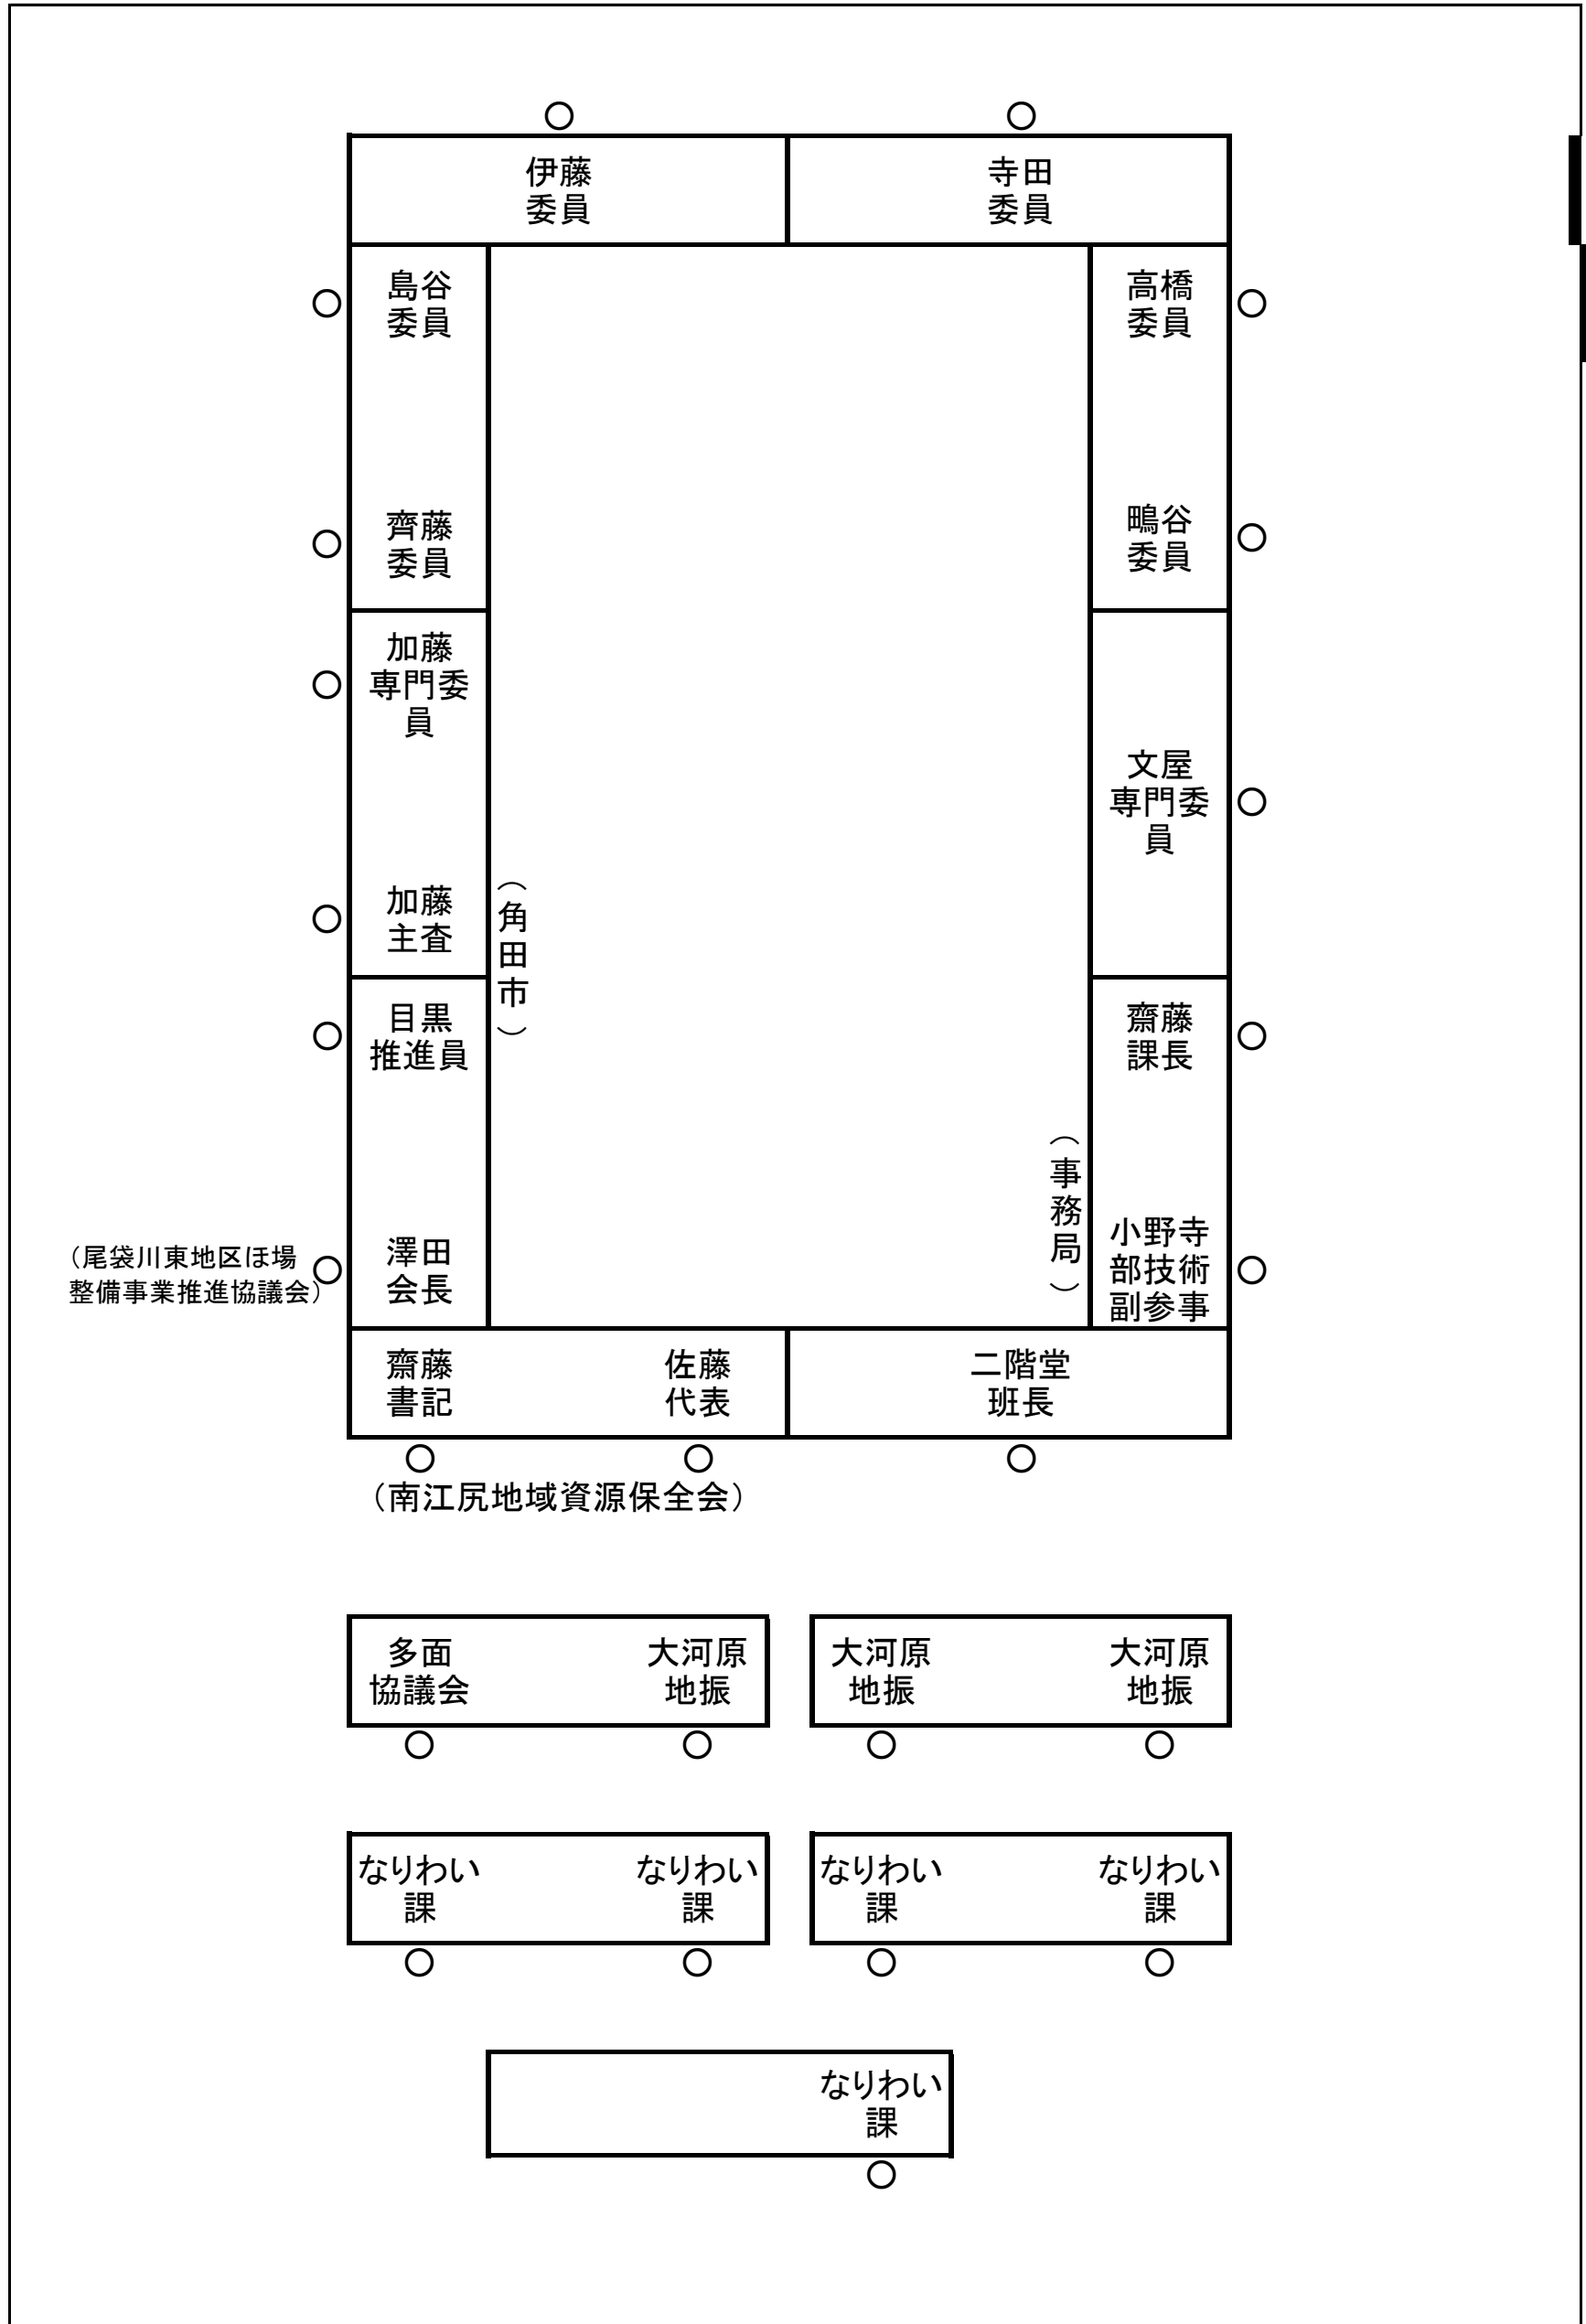 伊藤
委員
寺田
委員
島谷
委員
高橋
委員
齊藤
委員
鴫谷
委員
加藤
専門委
員
文屋
専門委
員
加藤
主査
（角田市）
目黒
推進員
齋藤
課長
（事務局）
（尾袋川東地区ほ場
整備事業推進協議会）
澤田
会長
小野寺
部技術
副参事
齋藤
書記
佐藤
代表
二階堂
班長
（南江尻地域資源保全会）
多面
協議会
大河原
地振
大河原
地振
大河原
地振
なりわい
課
なりわい
課
なりわい
課
なりわい
課
なりわい
課